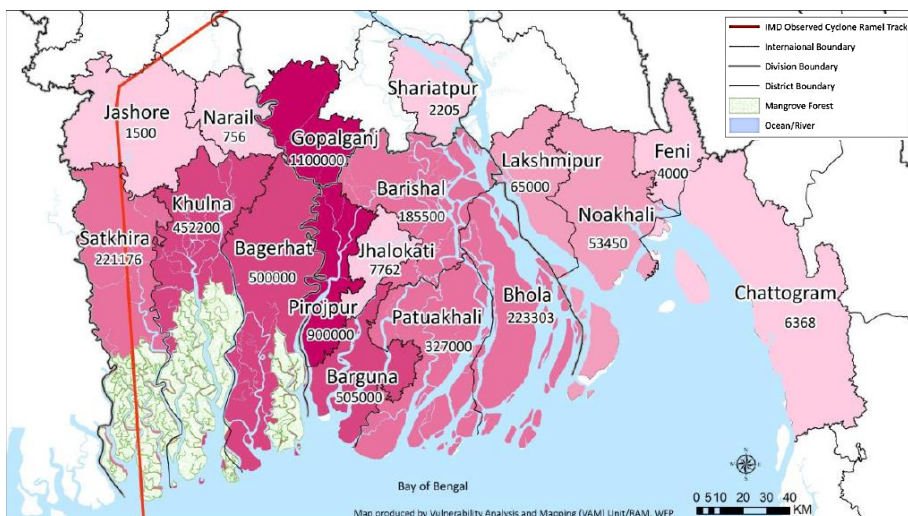 IMD Observed Cyclone Ramel Track
Internaional Boundary
Division Boundary
District Boundary
Mangrove Forest
Ocean/River
Shariatpur
2205
Jashore
1500
Narail
756
Gopalganj
1100000
Lakshmipur
65000
Feni
4000
Khulna
452200
Barishal
185500
Noakhali
53450
Satkhira
221176
Bagerhat
500000
Jhalokati
7762
Chattogram
6368
Pirojpur
900000
Patuakhali
327000
Bhola
223303
Barguna
505000
Bay of Bengal
0 5 10 20 30 40
KM
Map produced by Vulnerability Analysis and Mapping (VAM) Unit/RAM, WFP